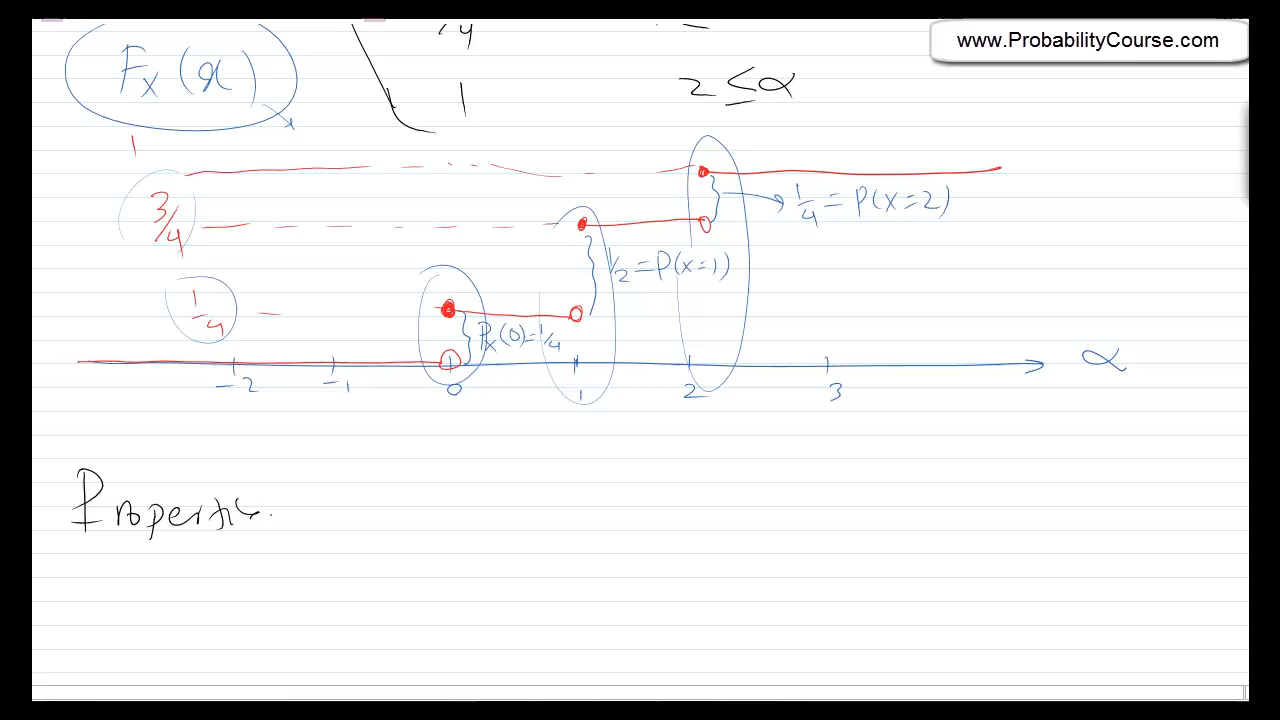 www.ProbabilityCourse.com
F_X (x)
1 2 ≤ x
1
3/4
1/4 = P(X=2)
1/2 = P(X=1)
1/4
P_X (0) = 1/4
-2 -1 0 1 2 3 x